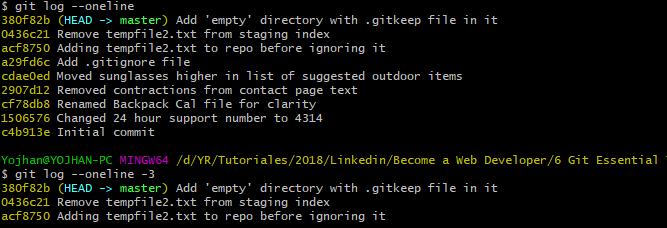 $ git log --oneline
380f82b (HEAD -> master) Add 'empty' directory with .gitkeep file in it
0436c21 Remove tempfile2.txt from staging index
acf8750 Adding tempfile2.txt to repo before ignoring it
a29fd6c Add .gitignore file
cdae0ed Moved sunglasses higher in list of suggested outdoor items
2907d12 Removed contractions from contact page text
cf78db8 Renamed Backpack Cal file for clarity
1506576 Changed 24 hour support number to 4314
c4b913e Initial commit
Yojhan@YOJHAN-PC MINGW64 /d/YR/Tutoriales/2018/Linkedin/Become a Web Developer/6 Git Essential
$ git log --oneline -3
380f82b (HEAD -> master) Add 'empty' directory with .gitkeep file in it
0436c21 Remove tempfile2.txt from staging index
acf8750 Adding tempfile2.txt to repo before ignoring it